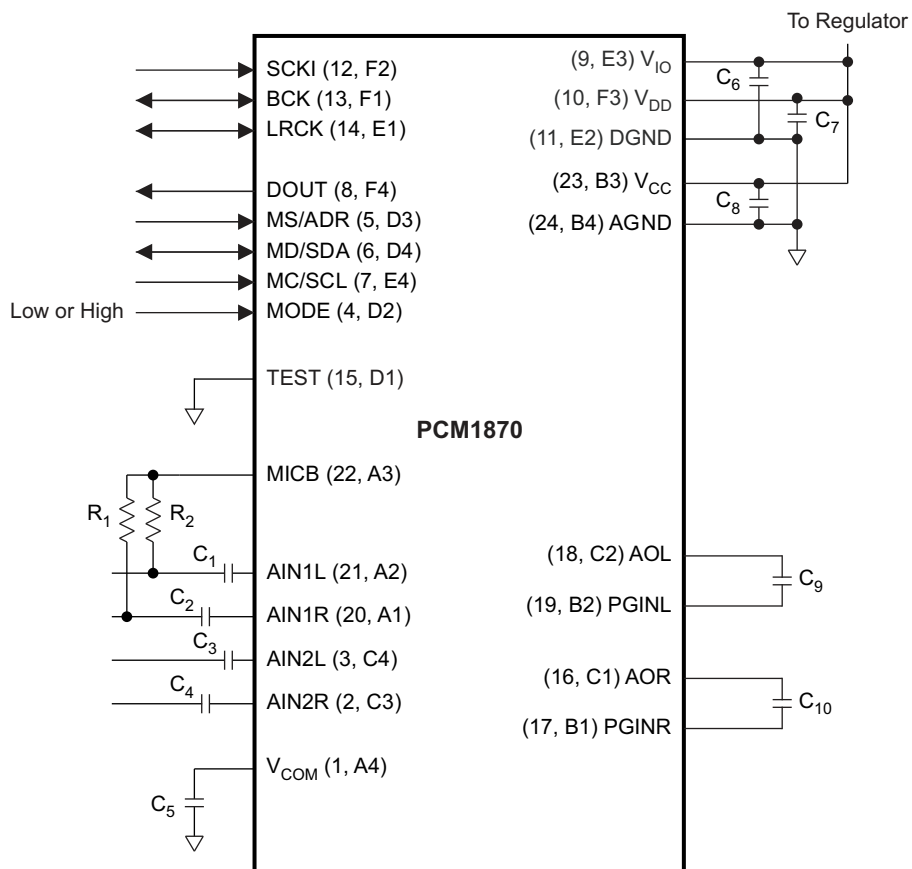 To Regulator
SCKI (12, F2)
BCK (13, F1)
LRCK (14, E1)
DOUT (8, F4)
MS/ADR (5, D3)
MD/SDA (6, D4)
MC/SCL (7, E4)
Low or High
MODE (4, D2)
TEST (15, D1)
PCM1870
MICB (22, A3)
R1
R2
C1
AIN1L (21, A2)
C2
AIN1R (20, A1)
C3
AIN2L (3, C4)
C4
AIN2R (2, C3)
VCOM (1, A4)
C5
(9, E3) VIO
C6
(10, F3) VDD
C7
(11, E2) DGND
(23, B3) VCC
C8
(24, B4) AGND
(18, C2) AOL
C9
(19, B2) PGINL
(16, C1) AOR
C10
(17, B1) PGINR